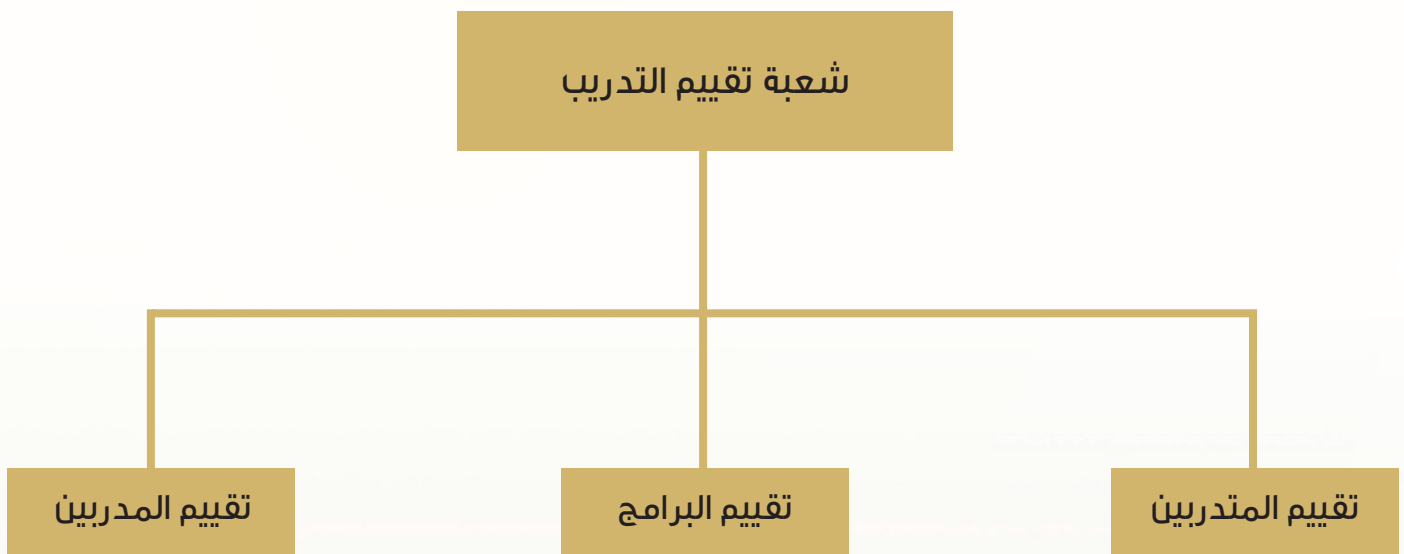 شعبة تقييم التدريب
تقييم المتدربين
تقييم البرامج
تقييم المدربين